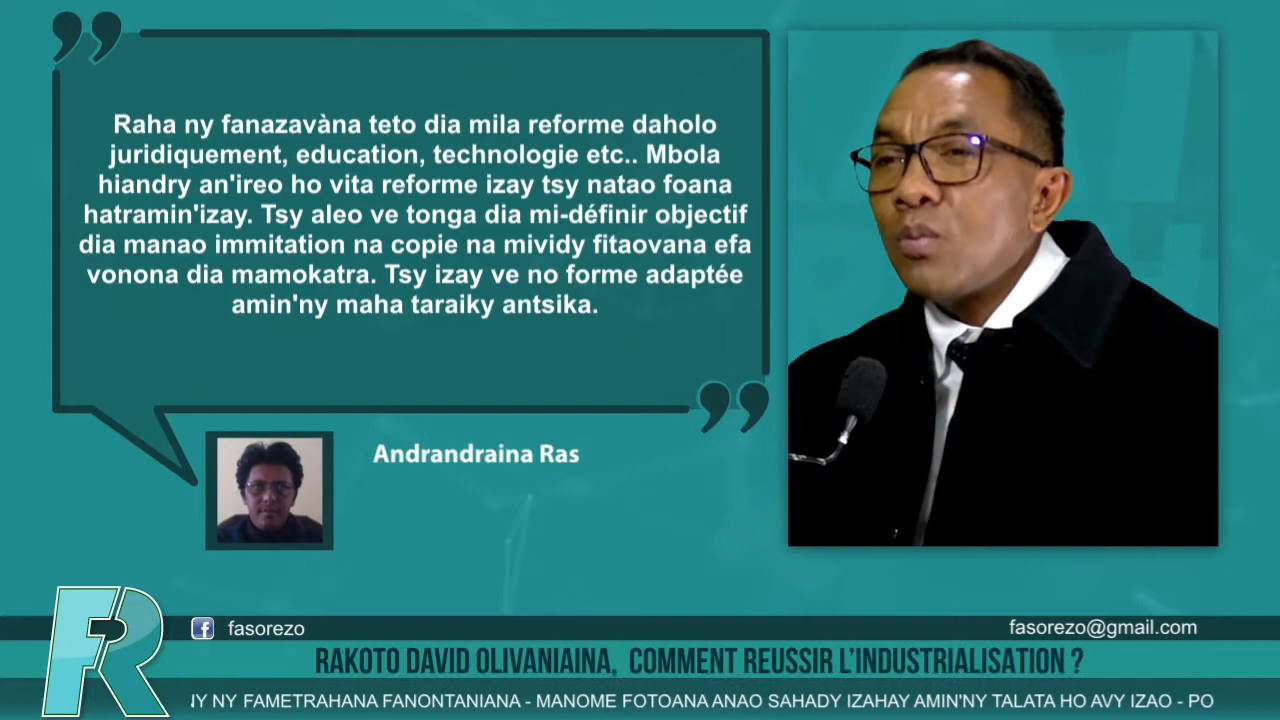 Raha ny fanazavàna teto dia mila reforme daholo
juridiquement, education, technologie etc.. Mbola
hiandry an'ireo ho vita reforme izay tsy natao foana
hatramin'izay. Tsy aleo ve tonga dia mi-définir objectif
dia manao immitation na copie na mividy fitaovana efa
vonona dia mamokatra. Tsy izay ve no forme adaptée
amin'ny maha taraiky antsika.
Andrandraina Ras
FR
fasorezo
fasorezo@gmail.com
RAKOTO DAVID OLIVANIAINA, COMMENT REUSSIR L'INDUSTRIALISATION ?
NY FAMETRAHANA FANONTANIANA - MANOME FOTOANA ANAO SAHADY IZAHAY AMIN'NY TALATA HO AVY IZAO - PO